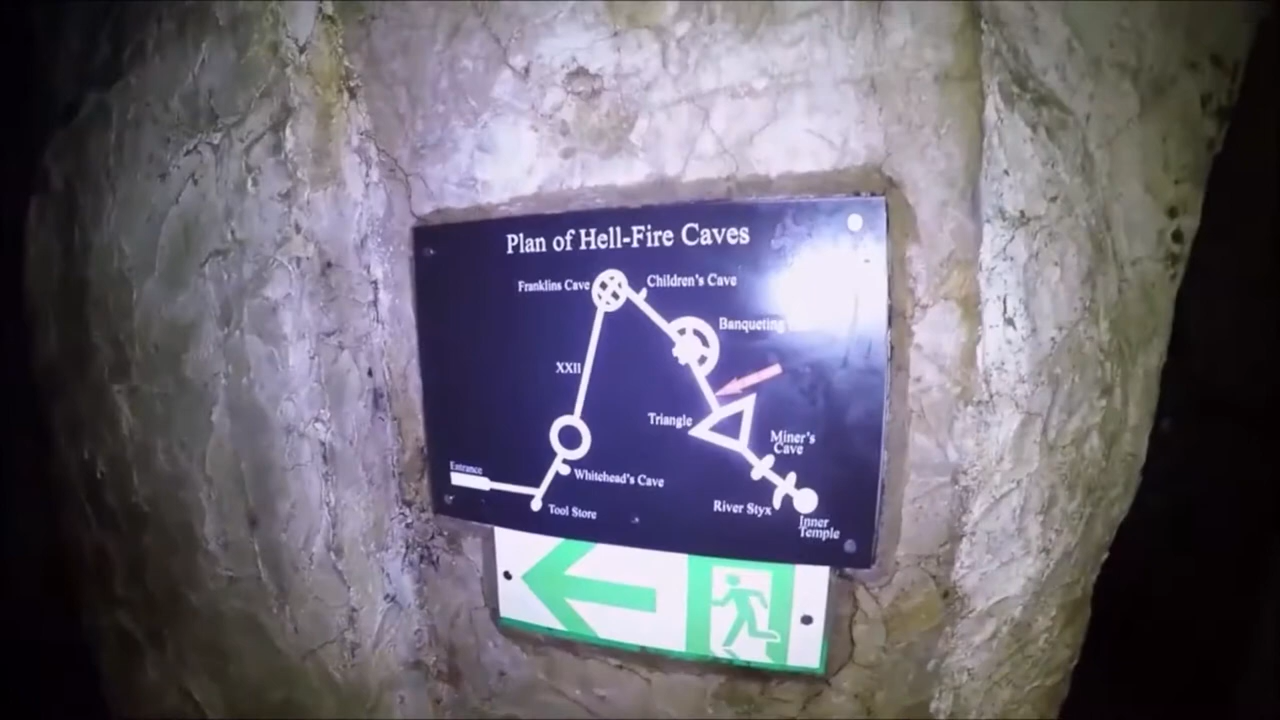 Plan of Hell-Fire Caves
Franklins Cave
Children's Cave
Banqueting
XXII
Triangle
Miner's
Cave
Entrance
Whitehead's Cave
Tool Store
River Styx
Inner
Temple